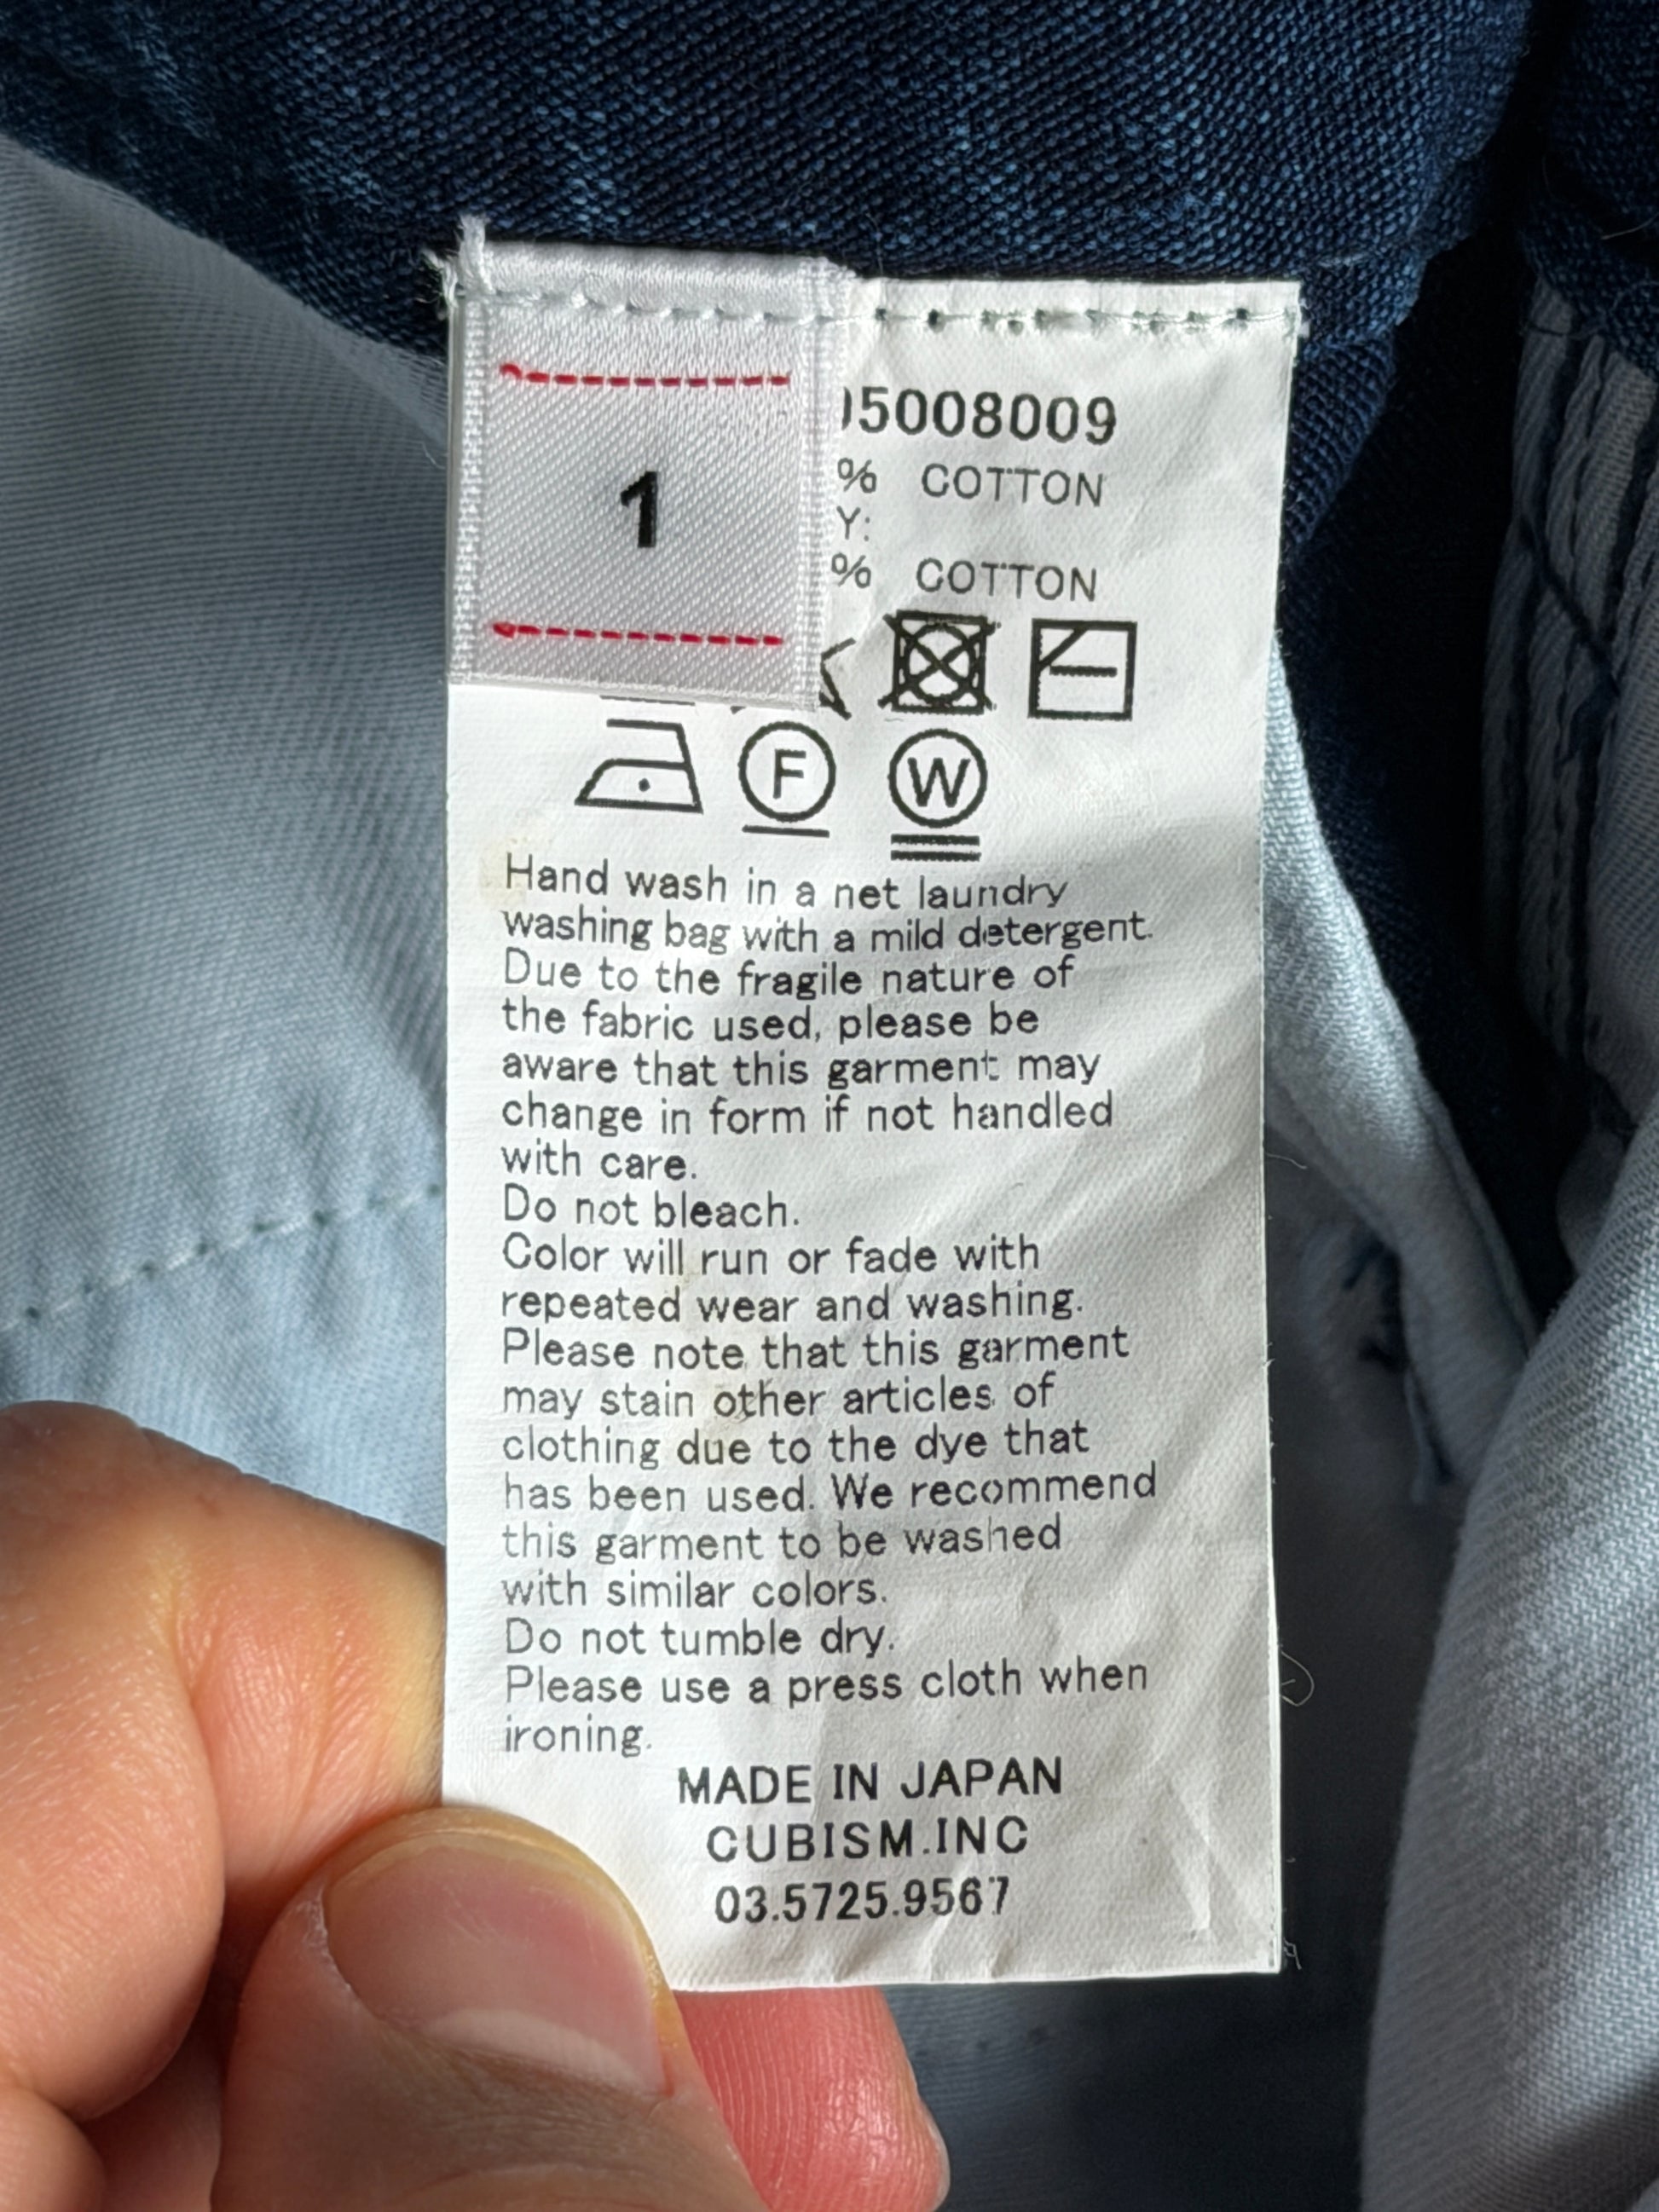 1
5008009
% COTTON
Y:
% COTTON
F W
Hand wash in a net laundry
washing bag with a mild detergent.
Due to the fragile nature of
the fabric used, please be
aware that this garment may
change in form if not handled
with care.
Do not bleach.
Color will run or fade with
repeated wear and washing.
Please note that this garment
may stain other articles of
clothing due to the dye that
has been used. We recommend
this garment to be washed
with similar colors.
Do not tumble dry.
Please use a press cloth when
ironing.
MADE IN JAPAN
CUBISM.INC
03.5725.9567